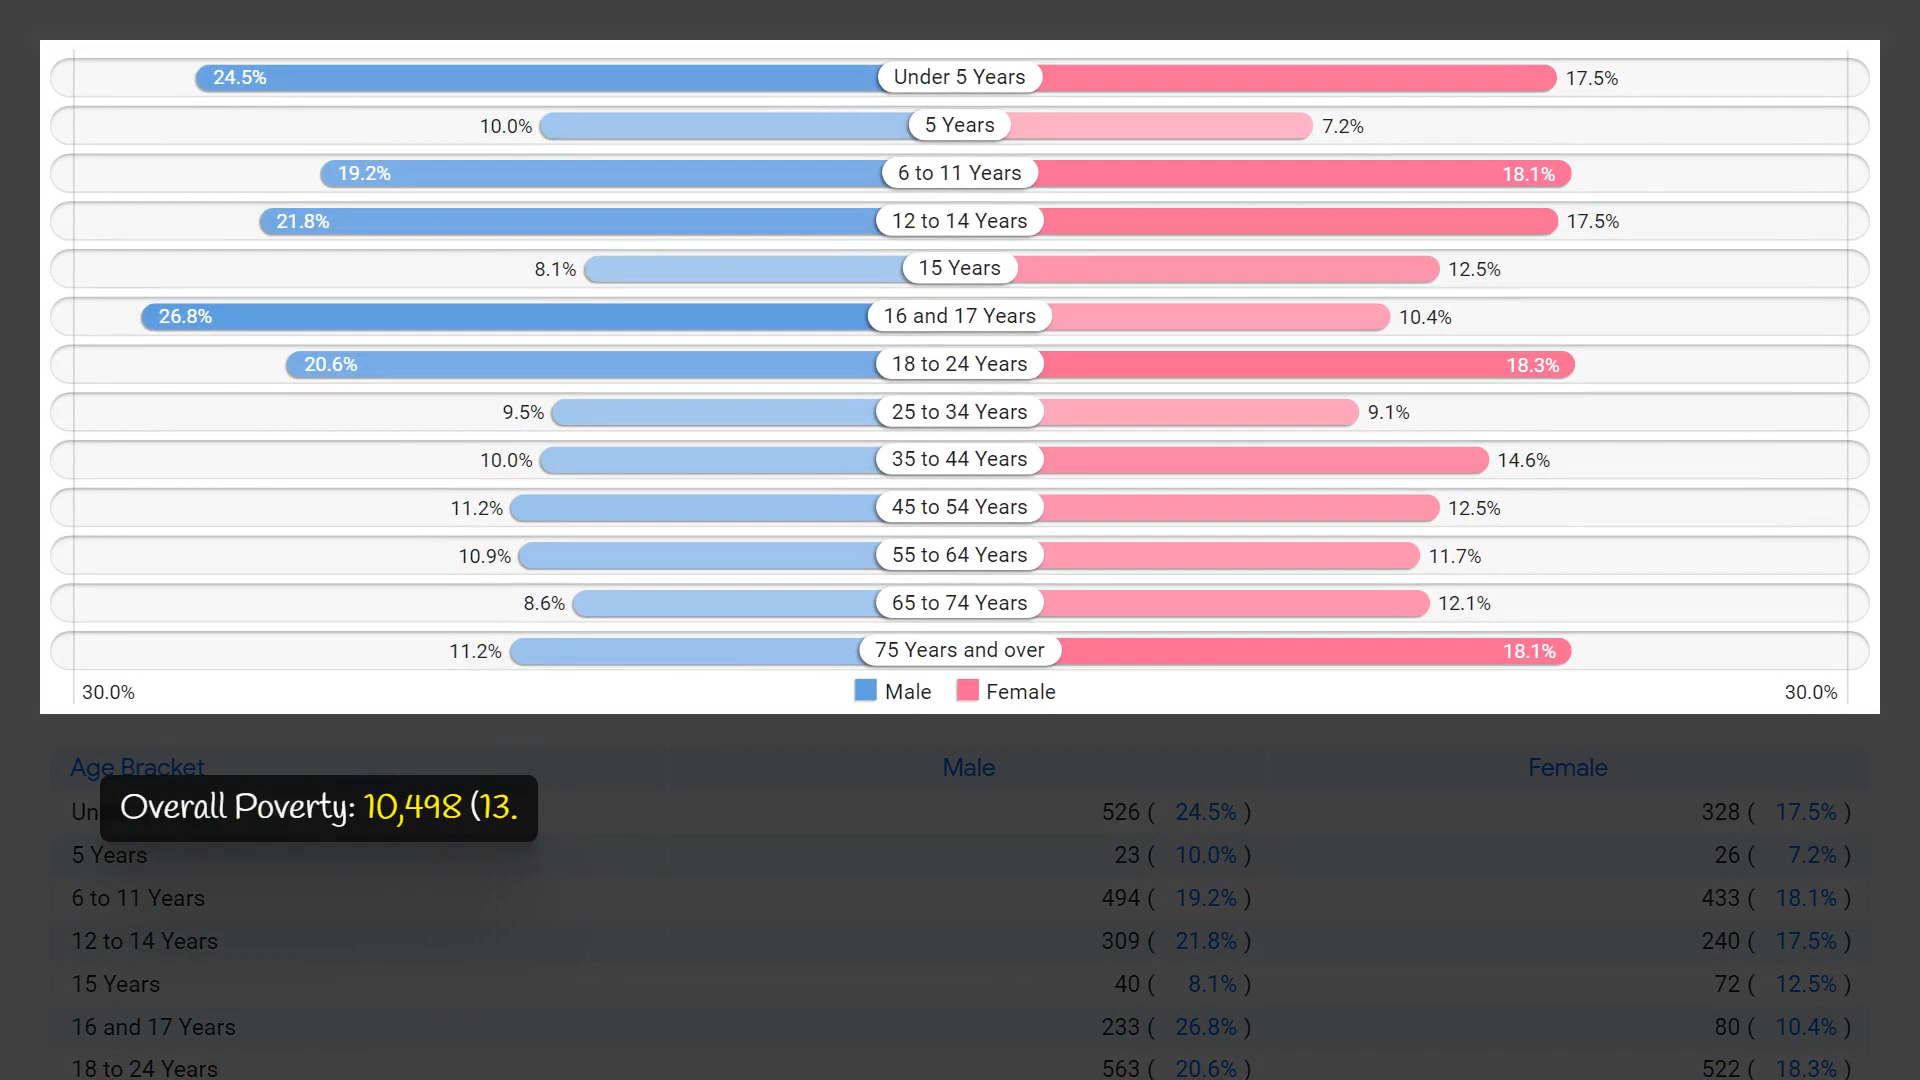 24.5% Under 5 Years 17.5%
10.0% 5 Years 7.2%
19.2% 6 to 11 Years 18.1%
21.8% 12 to 14 Years 17.5%
8.1% 15 Years 12.5%
26.8% 16 and 17 Years 10.4%
20.6% 18 to 24 Years 18.3%
9.5% 25 to 34 Years 9.1%
10.0% 35 to 44 Years 14.6%
11.2% 45 to 54 Years 12.5%
10.9% 55 to 64 Years 11.7%
8.6% 65 to 74 Years 12.1%
11.2% 75 Years and over 18.1%
30.0% Male Female 30.0%
Age Bracket Male Female
Overall Poverty: 10,498 (13.
526 ( 24.5% ) 328 ( 17.5% )
5 Years 23 ( 10.0% ) 26 ( 7.2% )
6 to 11 Years 494 ( 19.2% ) 433 ( 18.1% )
12 to 14 Years 309 ( 21.8% ) 240 ( 17.5% )
15 Years 40 ( 8.1% ) 72 ( 12.5% )
16 and 17 Years 233 ( 26.8% ) 80 ( 10.4% )
18 to 24 Years 563 ( 20.6% ) 522 ( 18.3% )